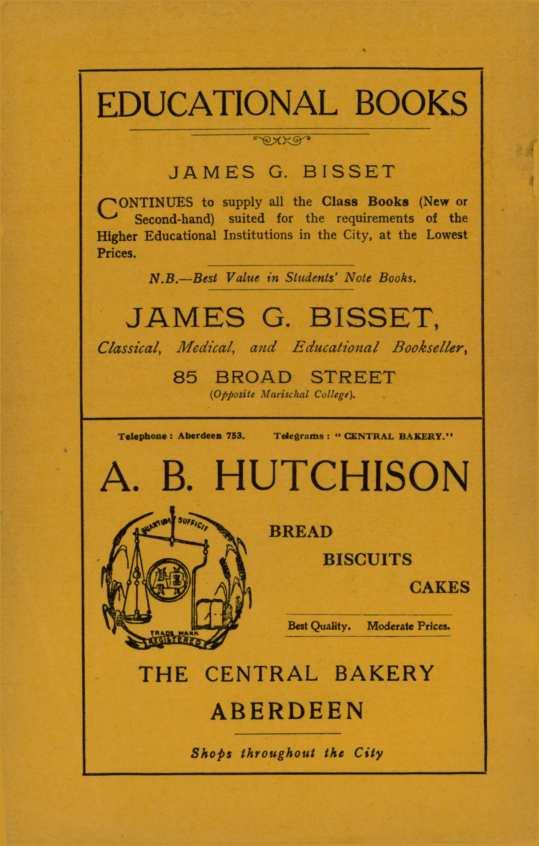 EDUCATIONAL BOOKS
JAMES G. BISSET
CONTINUES to supply all the Class Books (New or
Second-hand) suited for the requirements of the
Higher Educational Institutions in the City, at the Lowest
Prices.
N.B.—Best Value in Students' Note Books.
JAMES G. BISSET,
Classical, Medical, and Educational Bookseller,
85 BROAD STREET
(Opposite Marischal College).
Telephone: Aberdeen 753. Telegrams: "CENTRAL BAKERY."
A. B. HUTCHISON
SUFFICIT
BREAD
BISCUITS
CAKES
TRADE MARK
REGISTERED
Best Quality. Moderate Prices.
THE CENTRAL BAKERY
ABERDEEN
Shops throughout the City